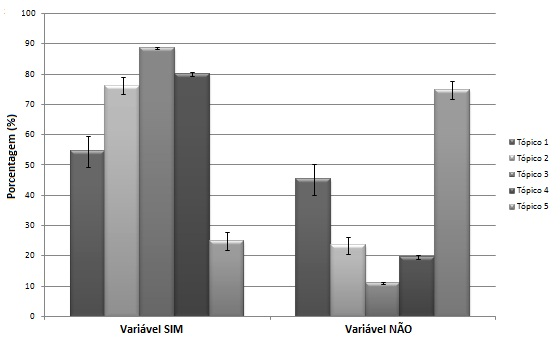 100
90
80
70
60
50
40
30
20
10
0
Porcentagem (%)
Variável SIM
Variável NÃO
Tópico 1
Tópico 2
Tópico 3
Tópico 4
Tópico 5